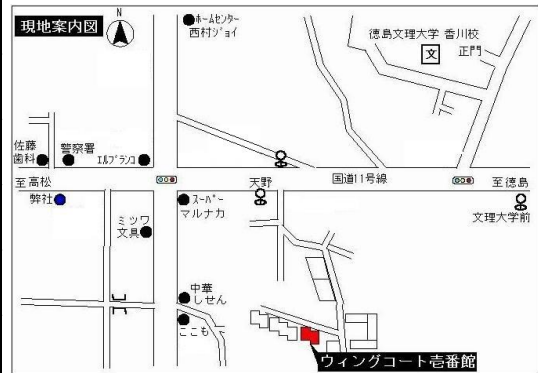 現地案内図
N
ホームセンター
西村ジョイ
徳島文理大学 香川校
文
正門
佐藤
歯科
警察署
エルブランコ
至高松
弊社
天野
国道11号線
至徳島
スーパー
マルナカ
ミツワ
文具
文理大学前
中華
しせん
ここも
ウィングコート壱番館